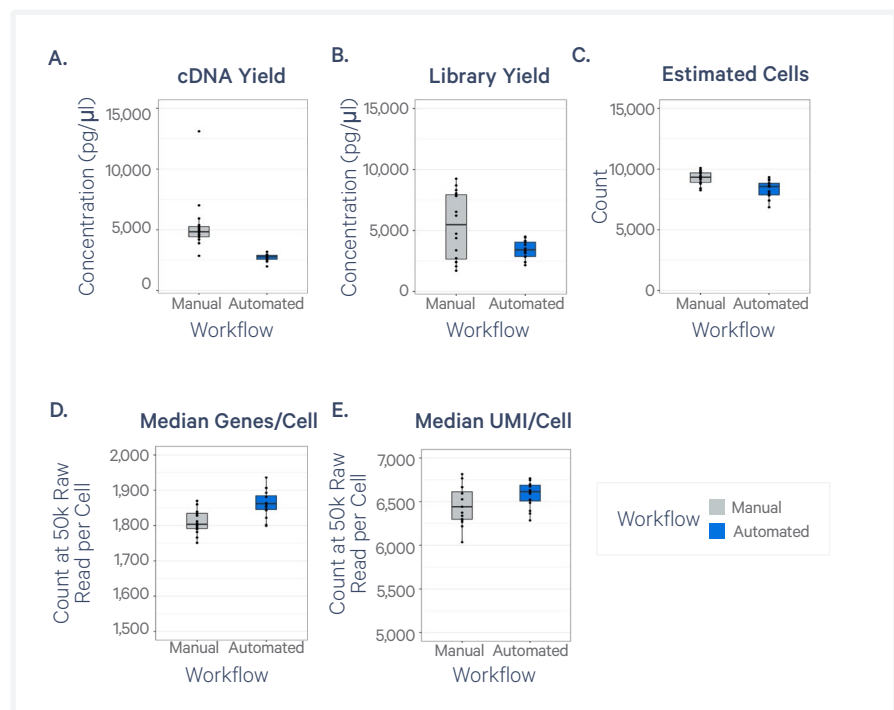 A.
cDNA Yield
Concentration (pg/μl)
15,000
10,000
5,000
0
Manual Automated
Workflow
B.
Library Yield
Concentration (pg/μl)
15,000
10,000
5,000
0
Manual Automated
Workflow
C.
Estimated Cells
Count
15,000
10,000
5,000
0
Manual Automated
Workflow
D.
Median Genes/Cell
Count at 50k Raw
Read per Cell
2,000
1,900
1,800
1,700
1,600
1,500
Manual Automated
Workflow
E.
Median UMI/Cell
Count at 50k Raw
Read per Cell
7,000
6,500
6,000
5,500
5,000
Manual Automated
Workflow
Workflow
Manual
Automated